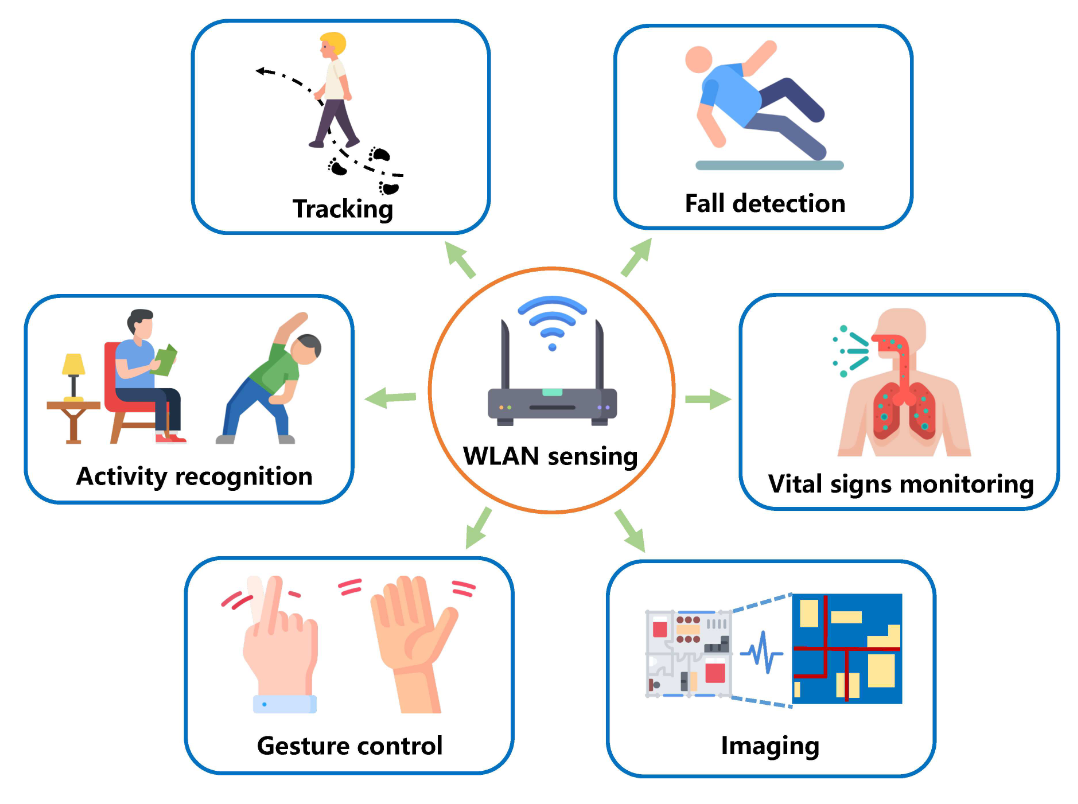 Tracking
Fall detection
WLAN sensing
Activity recognition
Vital signs monitoring
Gesture control
Imaging